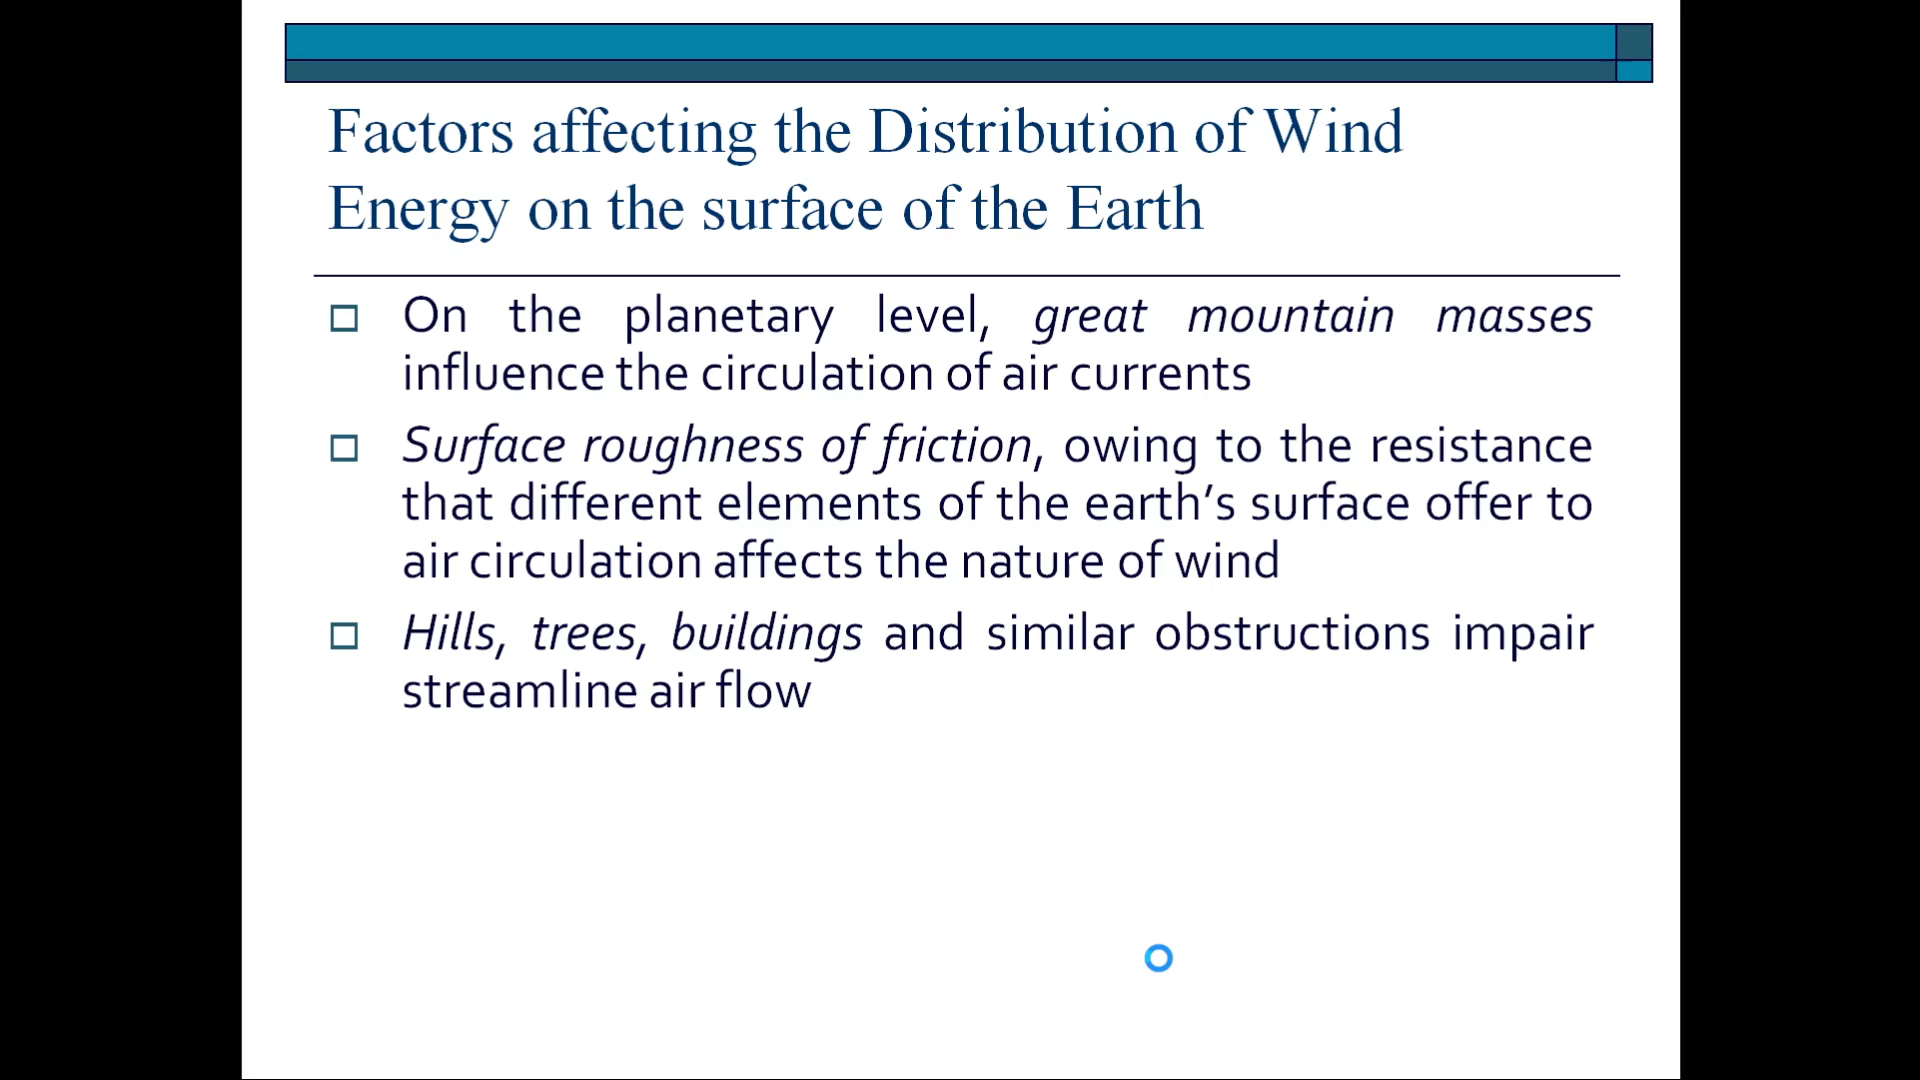 Factors affecting the Distribution of Wind
Energy on the surface of the Earth
On the planetary level, great mountain masses
influence the circulation of air currents
Surface roughness of friction, owing to the resistance
that different elements of the earth’s surface offer to
air circulation affects the nature of wind
Hills, trees, buildings and similar obstructions impair
streamline air flow